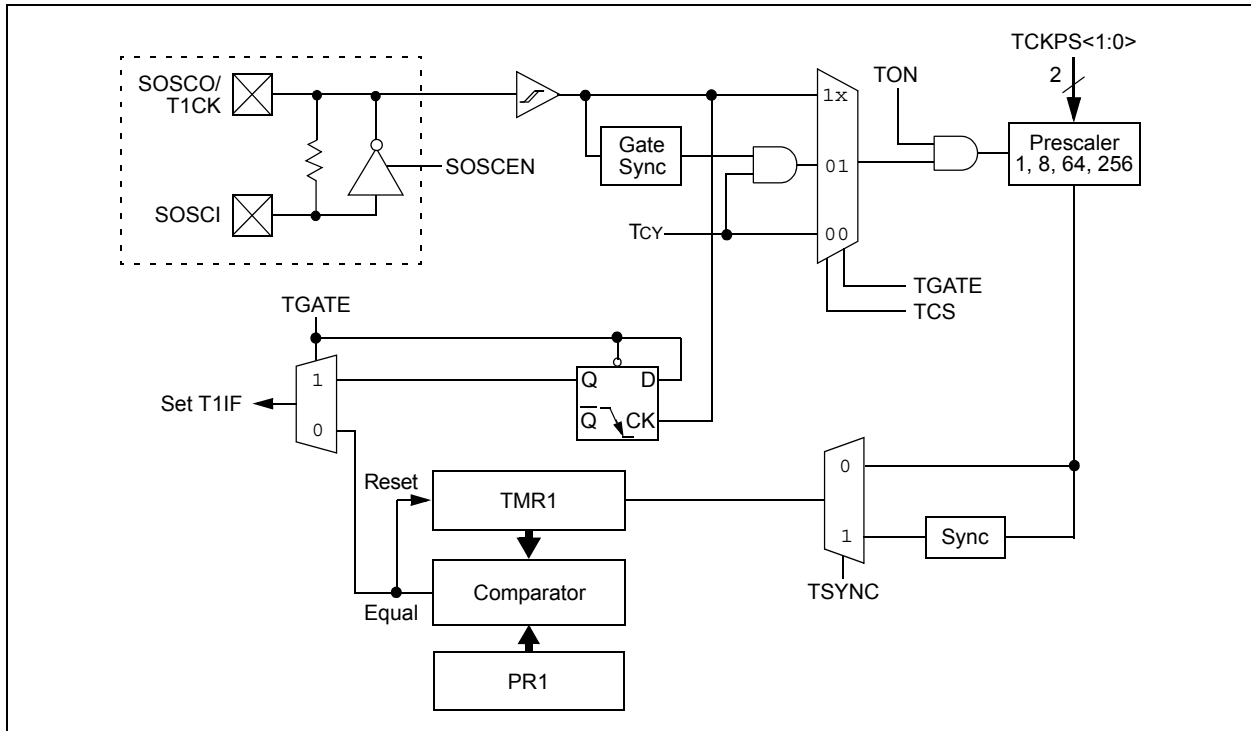 TCKPS<1:0>
2
TON
SOSCO/
T1CK
1x
Prescaler
1, 8, 64, 256
Gate
Sync
SOSCEN
01
SOSCI
TCY
00
TGATE
TCS
TGATE
1
Q
D
Set T1IF
Q
CK
0
0
Reset
TMR1
1
Sync
TSYNC
Comparator
Equal
PR1